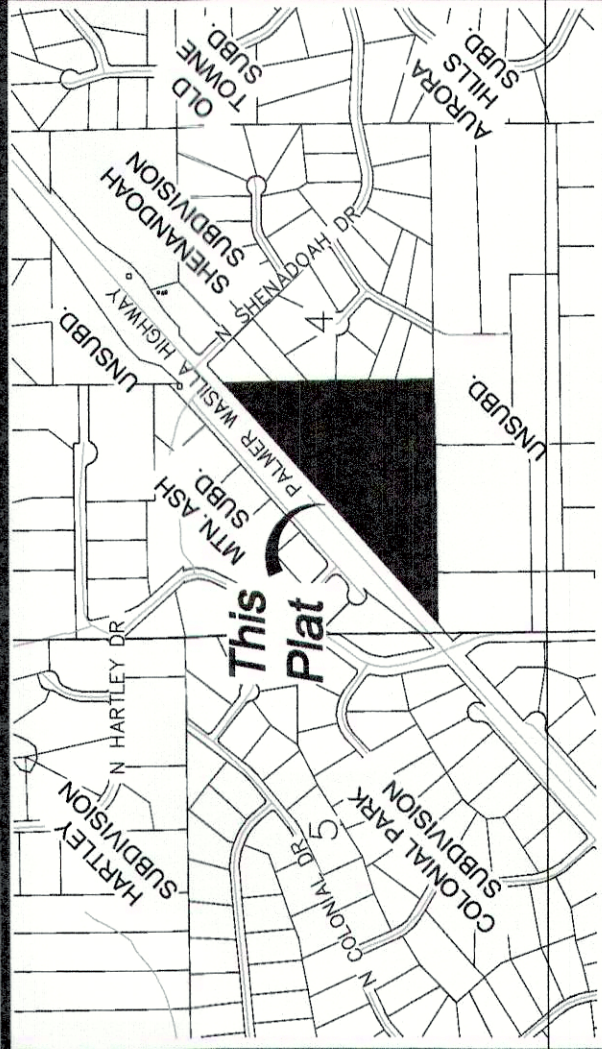 OLD
TOWNE
SUBD.
AURORA
HILLS
SUBD.
SHENANDOAH
SUBDIVISION
N SHENADOAH DR
4
UNSUBD.
PALMER WASILLA HIGHWAY
UNSUBD.
MTN. ASH
SUBD.
This
Plat
N HARTLEY DR
HARTLEY
SUBDIVISION
5
N COLONIAL DR
COLONIAL PARK
SUBDIVISION